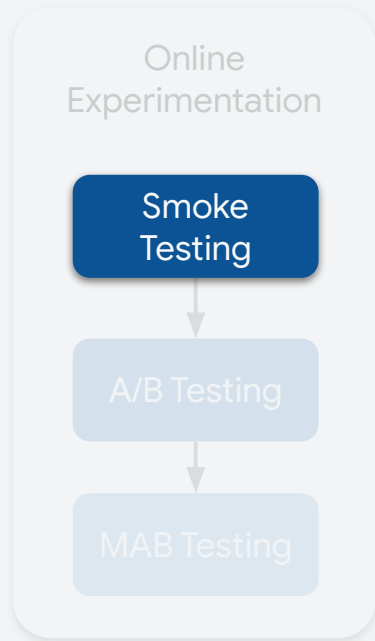 Online
Experimentation
Smoke
Testing
A/B Testing
MAB Testing